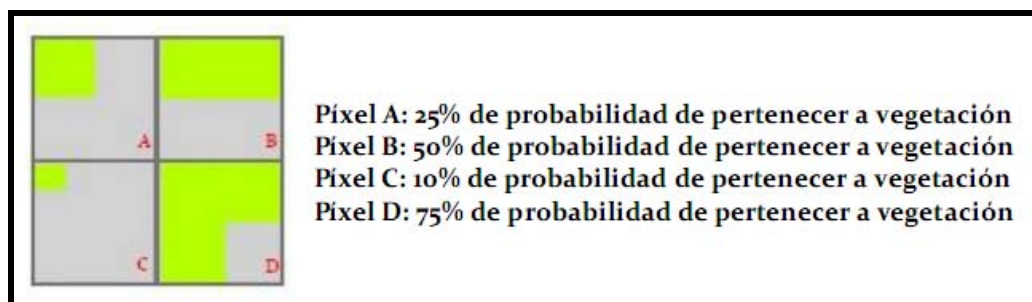 A
B
C
D
Píxel A: 25% de probabilidad de pertenecer a vegetación
Píxel B: 50% de probabilidad de pertenecer a vegetación
Píxel C: 10% de probabilidad de pertenecer a vegetación
Píxel D: 75% de probabilidad de pertenecer a vegetación